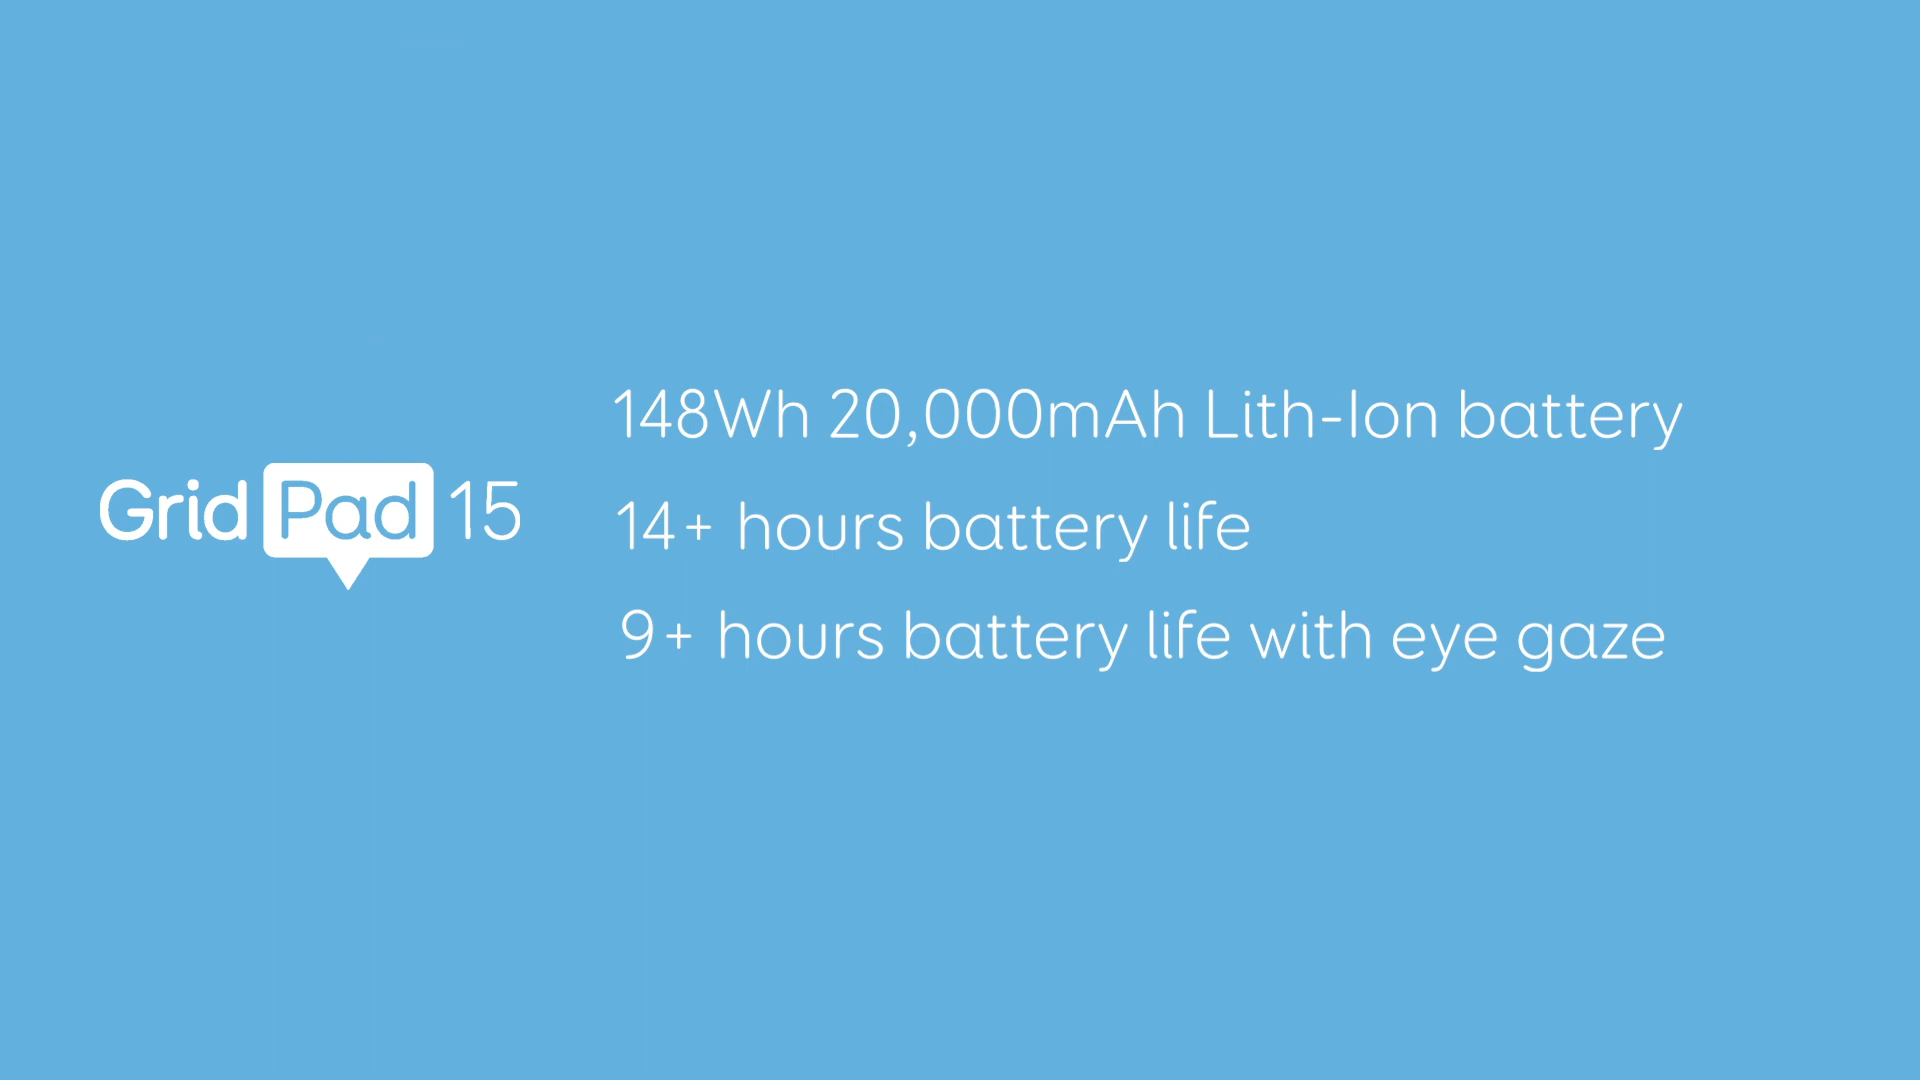 Grid Pad 15
148Wh 20,000mAh Lith-Ion battery
14+ hours battery life
9+ hours battery life with eye gaze